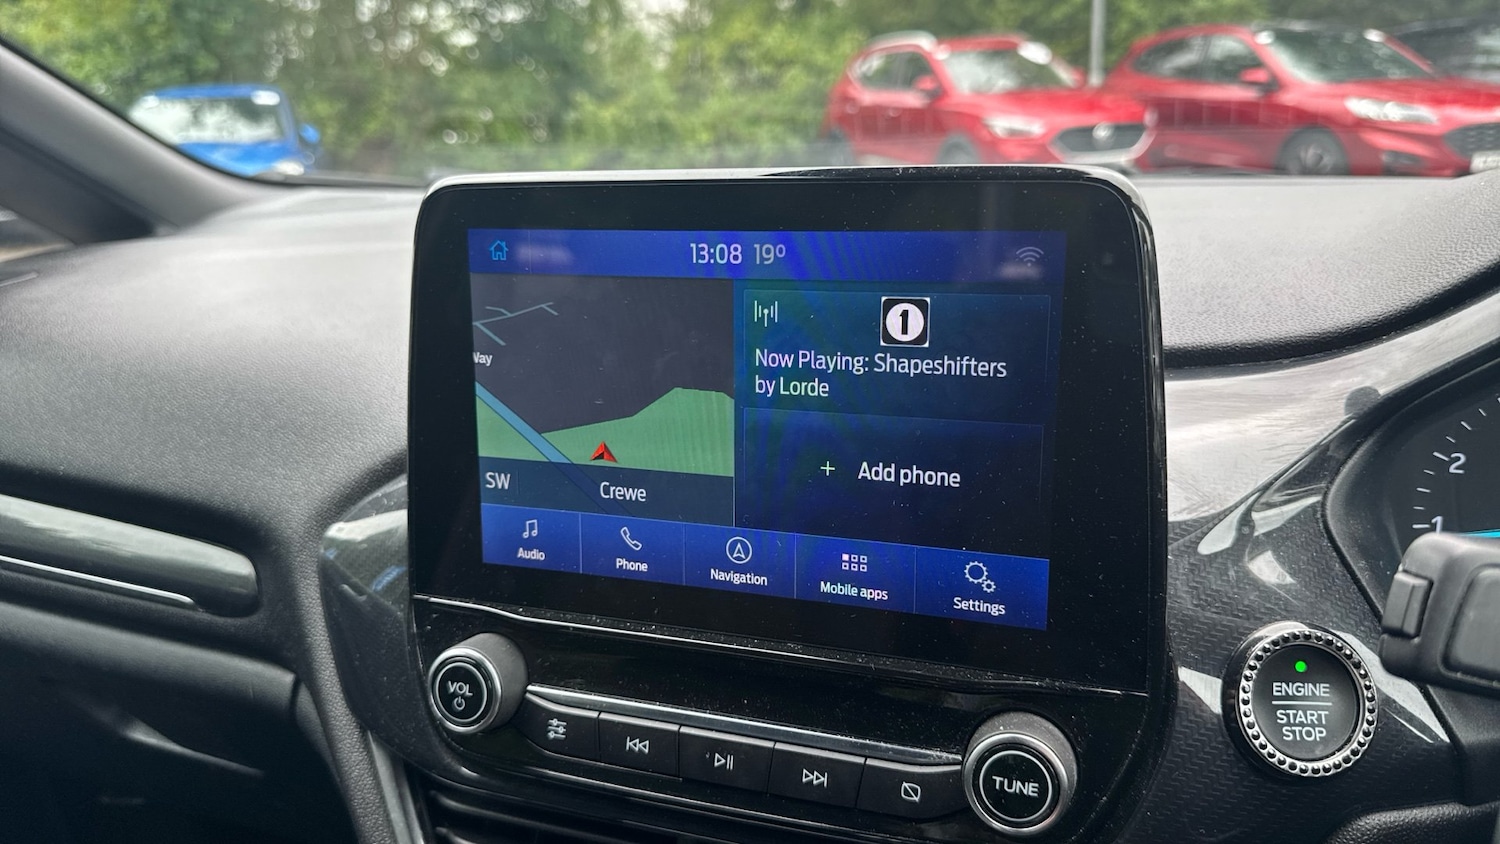 13:08 19°
1
Now Playing: Shapeshifters
by Lorde
SW
Crewe
+ Add phone
Audio
Phone
Navigation
Mobile apps
Settings
VOL
TUNE
2
1
ENGINE
START
STOP